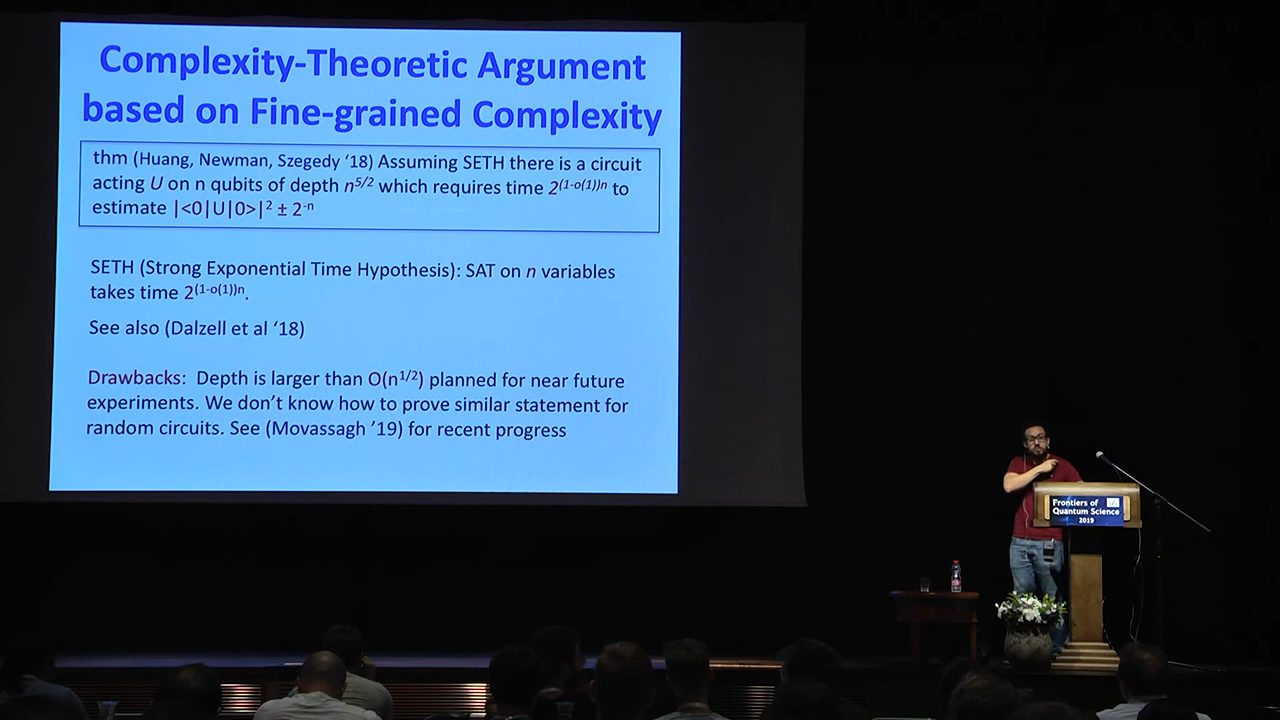 Complexity-Theoretic Argument
based on Fine-grained Complexity
thm (Huang, Newman, Szegedy ‘18) Assuming SETH there is a circuit
acting U on n qubits of depth n^5/2 which requires time 2^(1-o(1))n to
estimate |<0|U|0>|^2 ± 2^-n
SETH (Strong Exponential Time Hypothesis): SAT on n variables
takes time 2^(1-o(1))n.
See also (Dalzell et al ‘18)
Drawbacks: Depth is larger than O(n^1/2) planned for near future
experiments. We don’t know how to prove similar statement for
random circuits. See (Movassagh ’19) for recent progress
Frontiers of
Quantum Science
2019